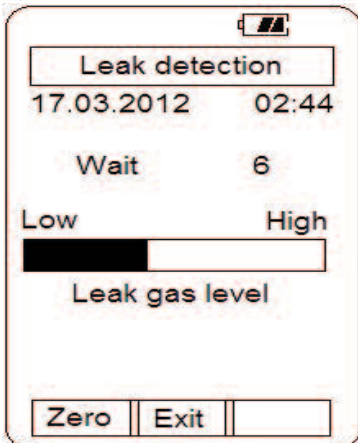 Leak detection
17.03.2012 02:44
Wait 6
Low High
Leak gas level
Zero Exit